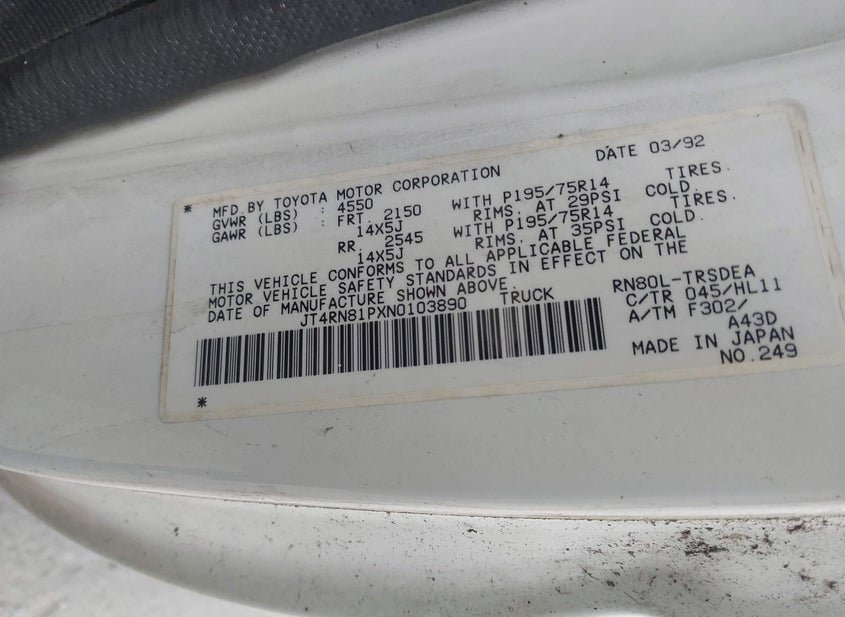 DATE 03/92
* MFD.BY TOYOTA MOTOR CORPORATION
GVWR (LBS) : 4550
GAWR (LBS) : FRT. 2150 WITH P195/75R14 TIRES.
14X5J RIMS. AT 29PSI COLD.
RR. 2545 WITH P195/75R14 TIRES.
14X5J RIMS. AT 35PSI COLD.
THIS VEHICLE CONFORMS TO ALL APPLICABLE FEDERAL
MOTOR VEHICLE SAFETY STANDARDS IN EFFECT ON THE
DATE OF MANUFACTURE SHOWN ABOVE.
JT4RN81PXN0103890 TRUCK
RN80L-TRSDEA
C/TR 045/HL11
A/TM F302/
A43D
MADE IN JAPAN
NO.249
*